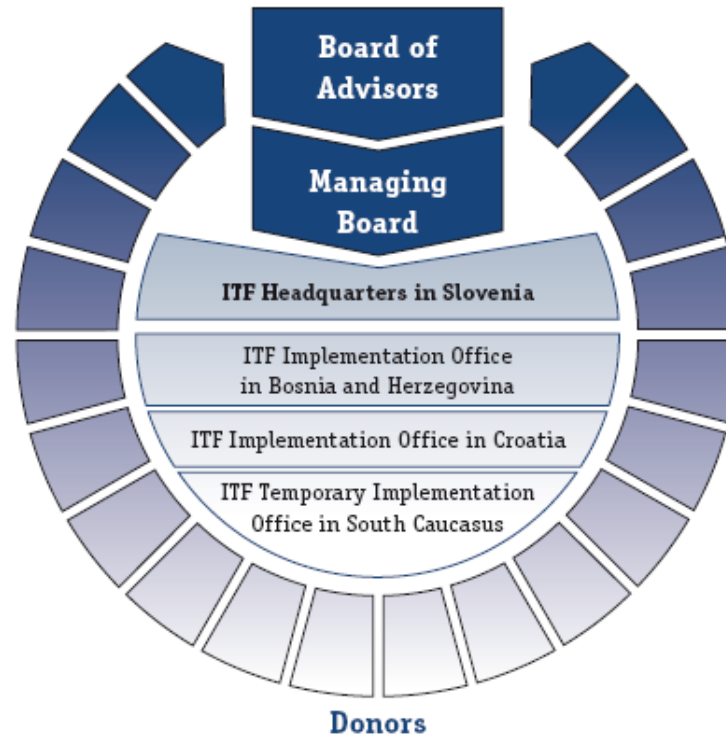 Board of
Advisors
Managing
Board
ITF Headquarters in Slovenia
ITF Implementation Office
in Bosnia and Herzegovina
ITF Implementation Office in Croatia
ITF Temporary Implementation
Office in South Caucasus
Donors